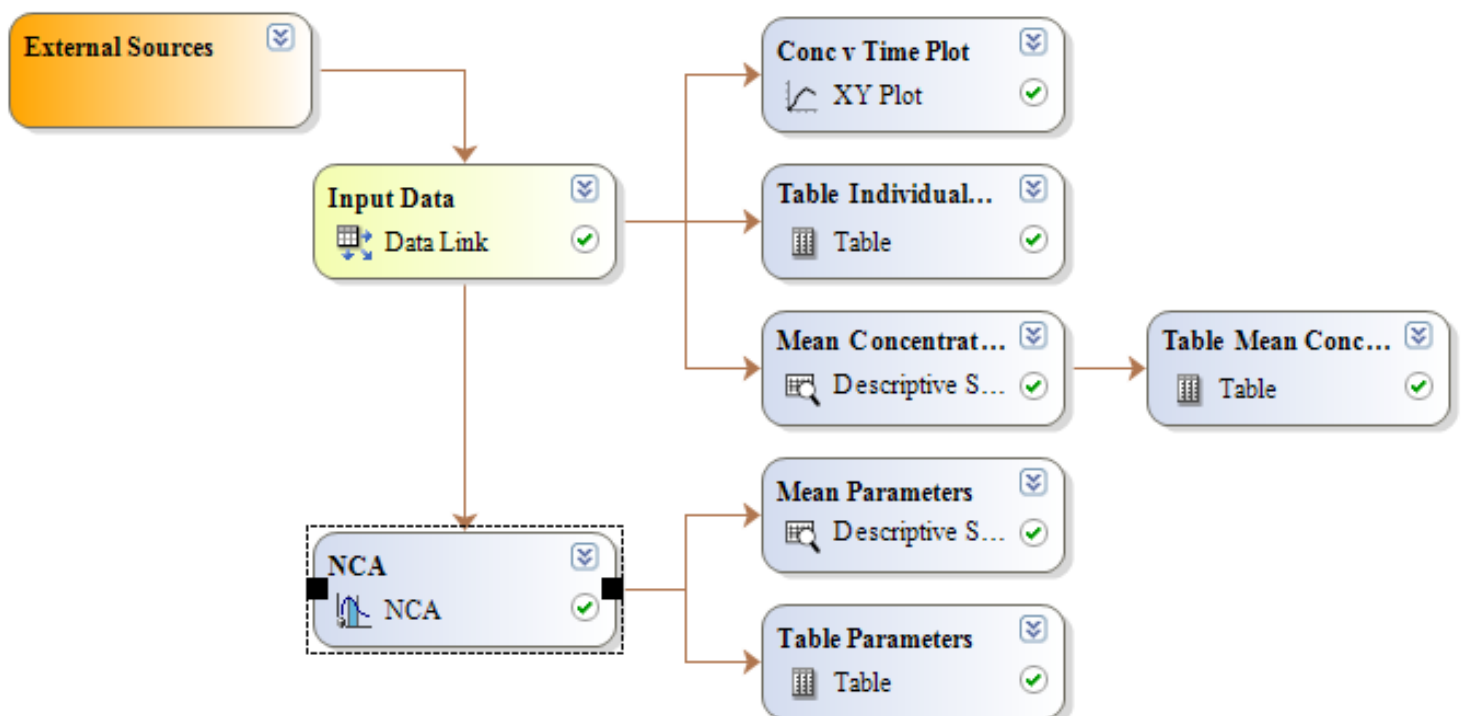 External Sources
Conc v Time Plot
XY Plot
Input Data
Data Link
Table Individual...
Table
Mean Concentrat...
Descriptive S...
Table Mean Conc...
Table
NCA
NCA
Mean Parameters
Descriptive S...
Table Parameters
Table